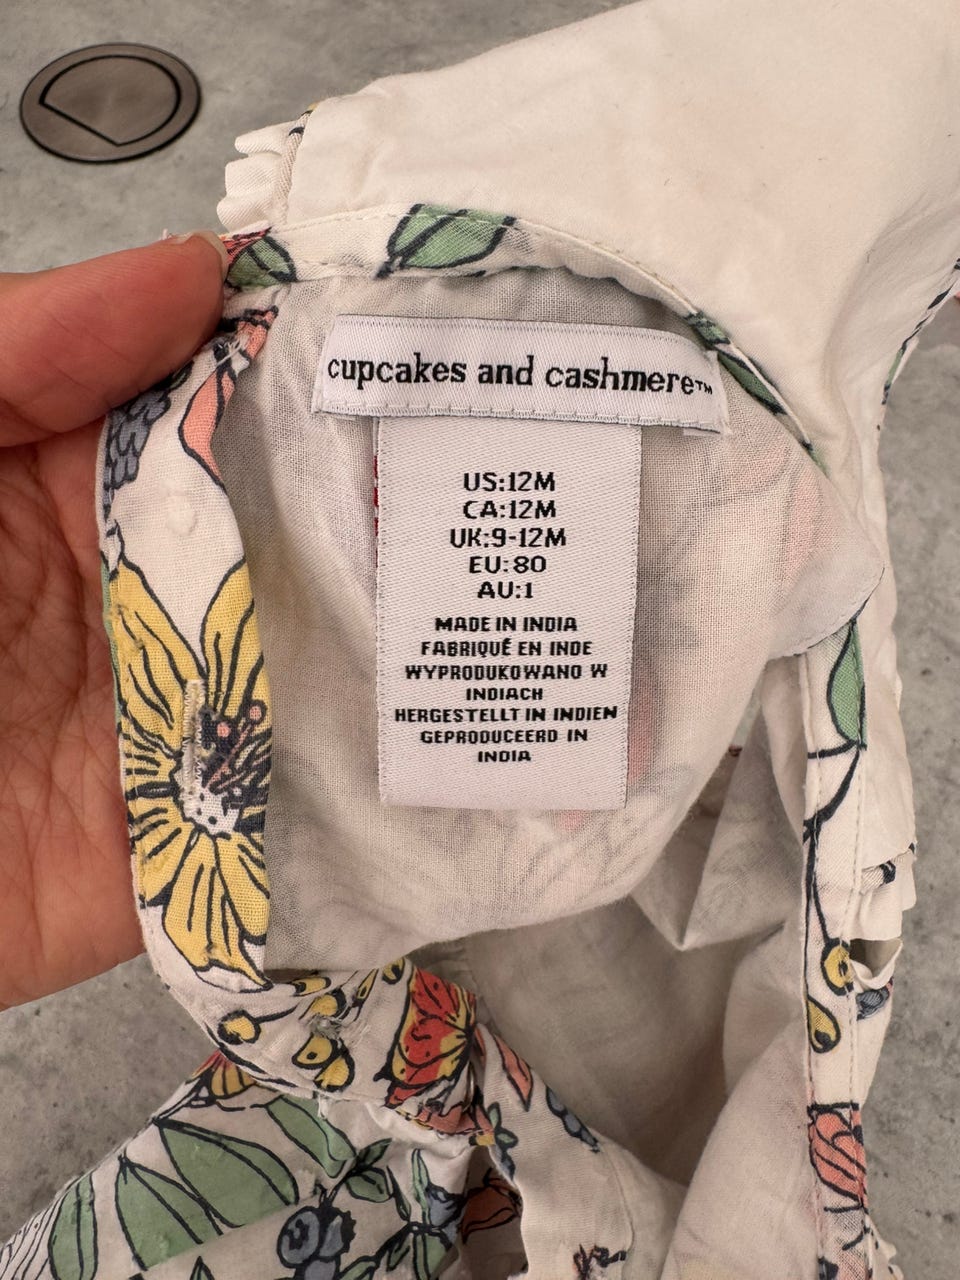 cupcakes and cashmere™
US:12M
CA:12M
UK:9-12M
EU:80
AU:1
MADE IN INDIA
FABRIQUÉ EN INDE
WYPRODUKOWANO W
INDIACH
HERGESTELLT IN INDIEN
GEPRODUCEERD IN
INDIA